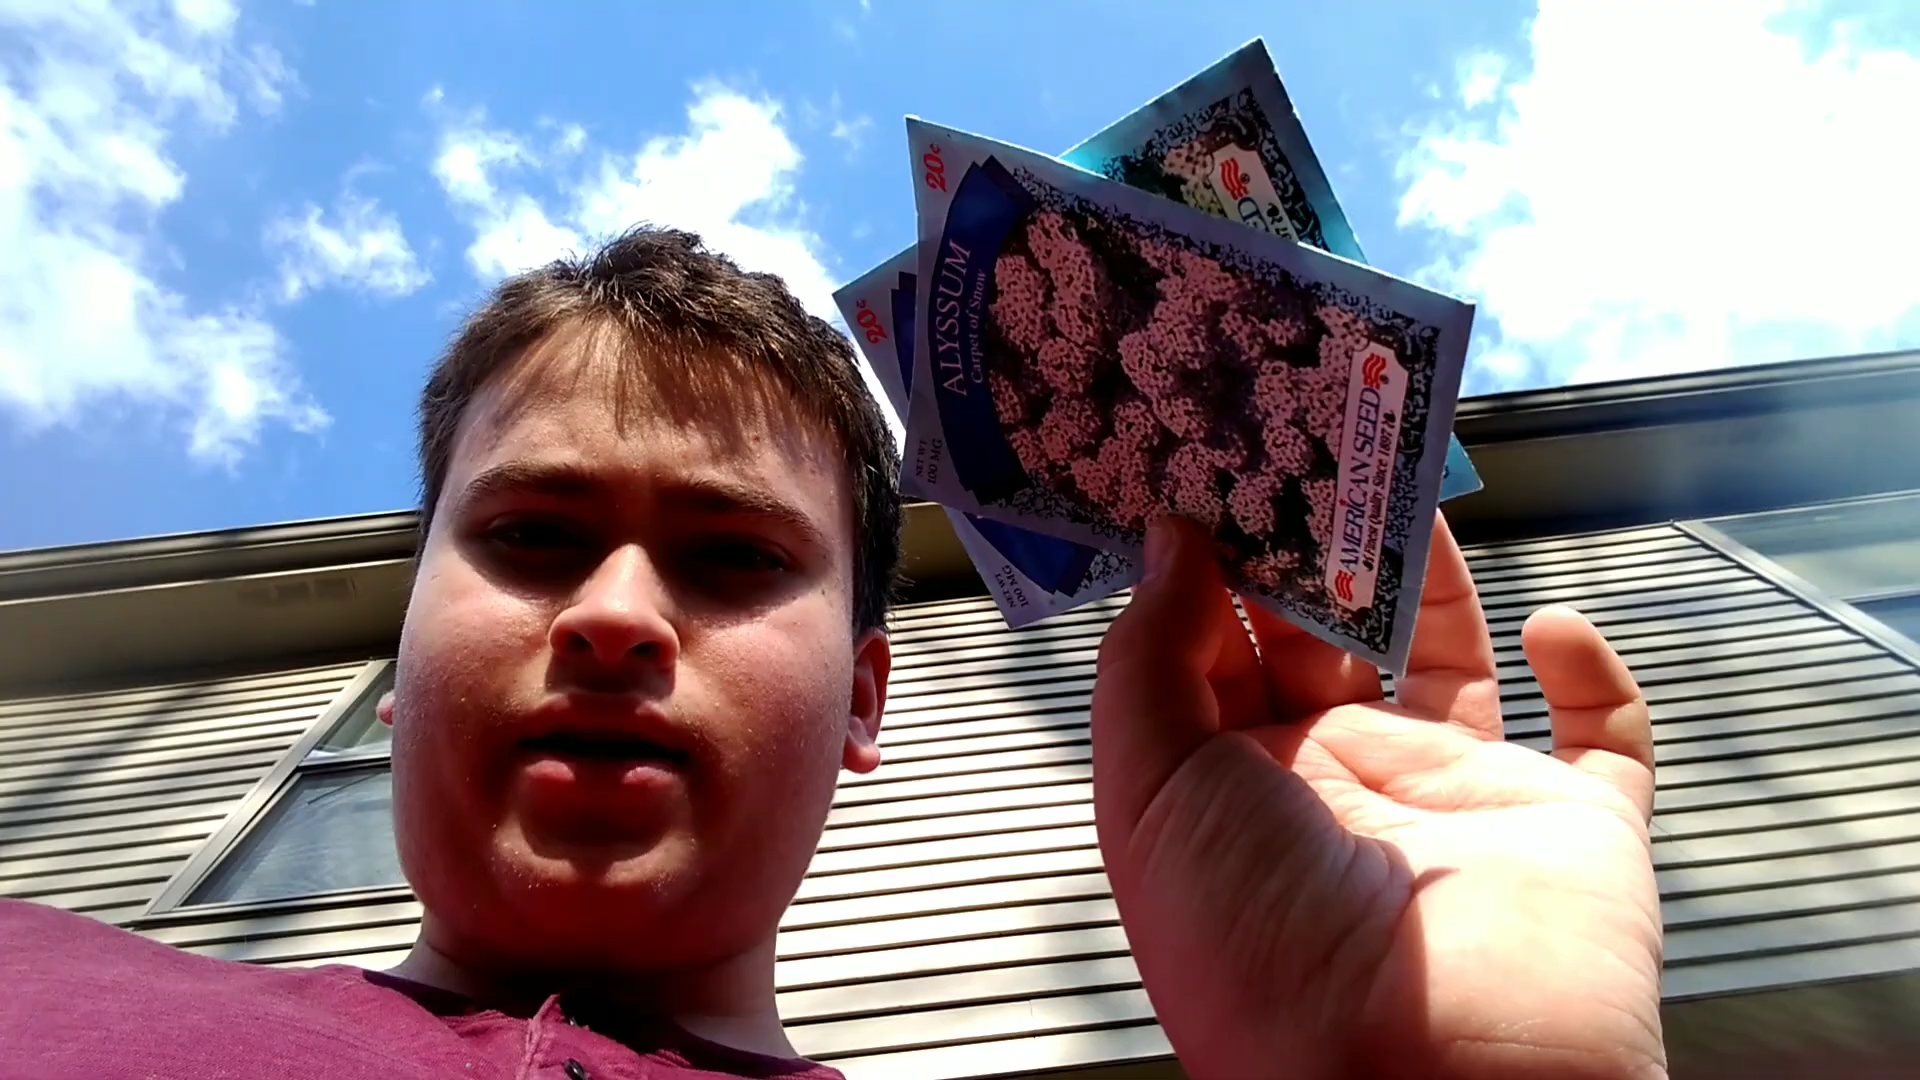 20¢
ALYSSUM
Carpet of Snow
NET WT
100 MG
AMERICAN SEED®
Finest Quality Since 1897
20¢
NET WT
100 MG